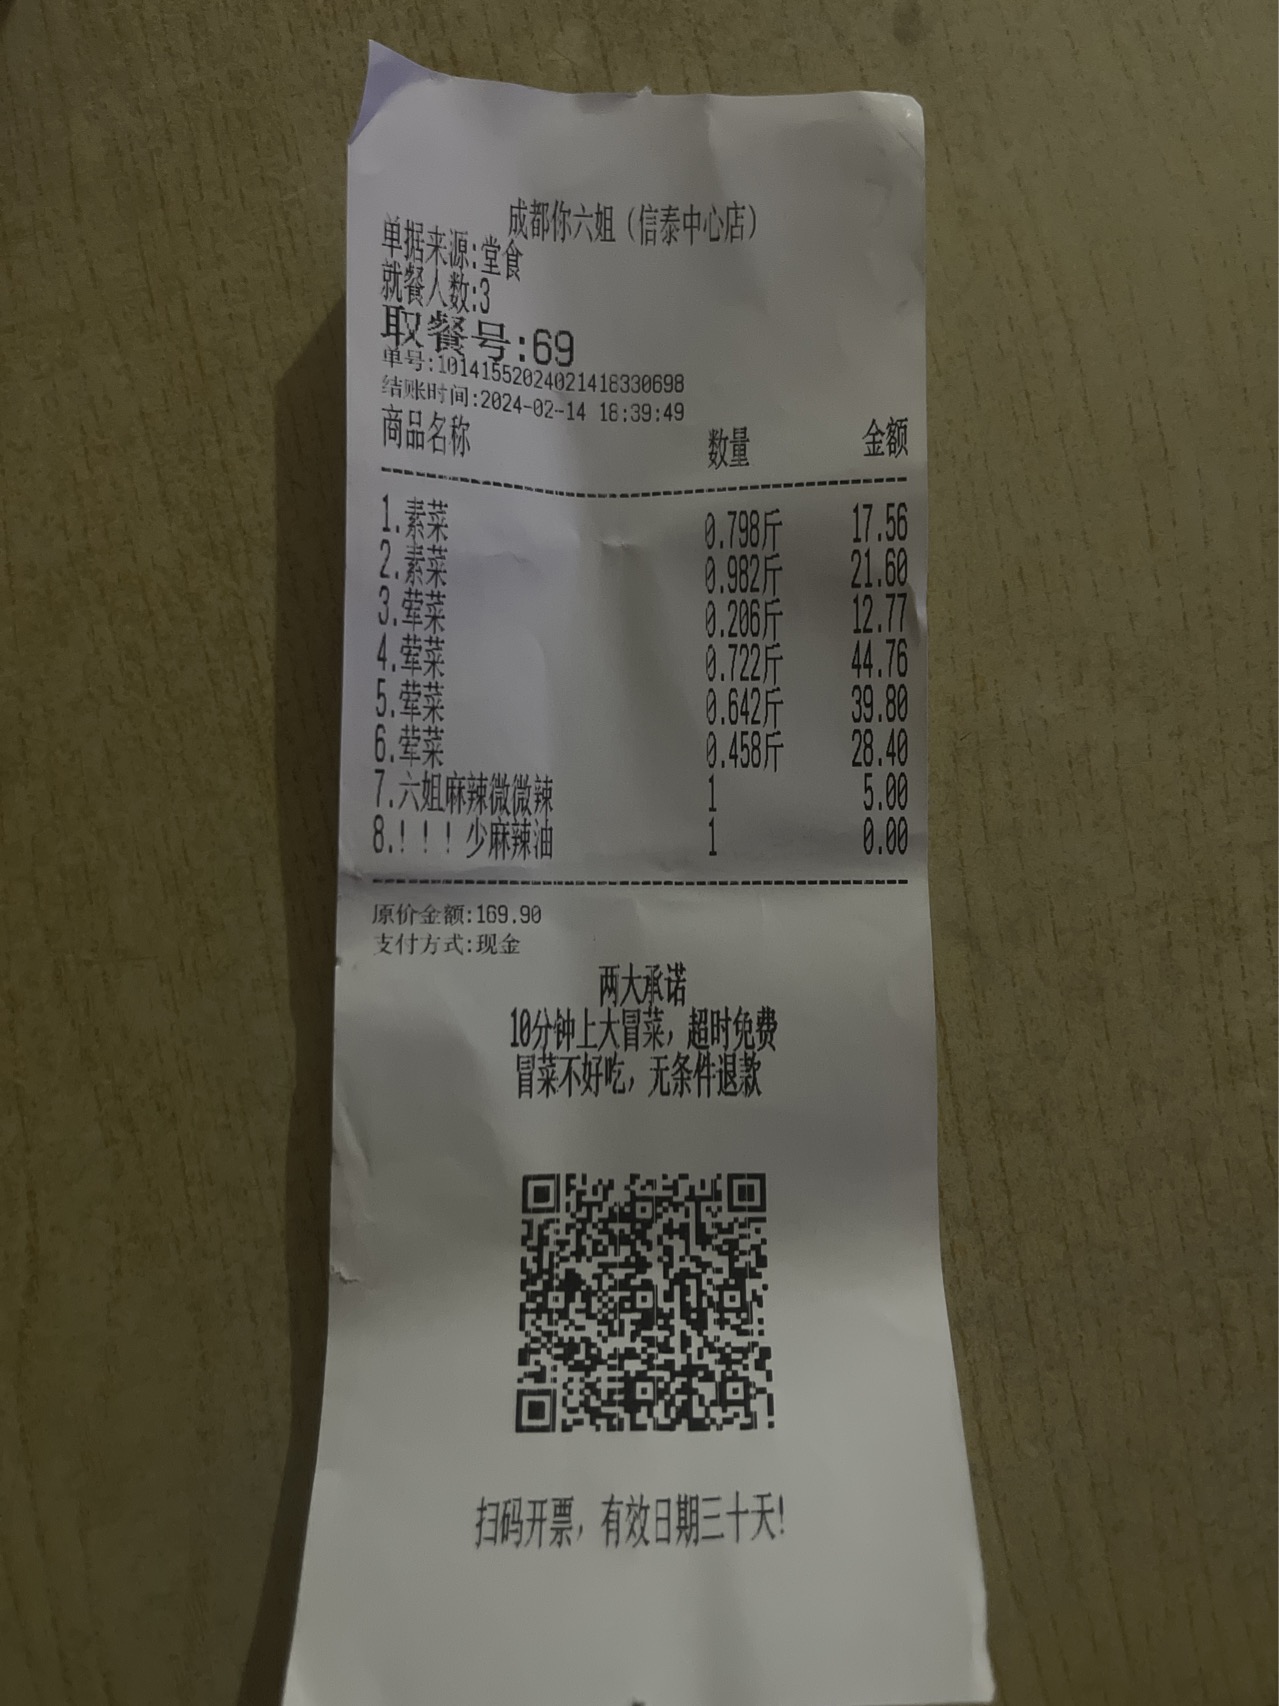 成都你六姐（信泰中心店）
单据来源:堂食
就餐人数:3
取餐号:69
单号:10141552024021418330698
结账时间:2024-02-14 18:39:49
商品名称 数量 金额
1.素菜 0.798斤 17.56
2.素菜 0.982斤 21.60
3.荤菜 0.206斤 12.77
4.荤菜 0.722斤 44.76
5.荤菜 0.642斤 39.80
6.荤菜 0.458斤 28.40
7.六姐麻辣微微辣 1 5.00
8.！！！少麻辣油 1 0.00
原价金额:169.90
支付方式:现金
两大承诺
10分钟上大冒菜，超时免费
冒菜不好吃，无条件退款
扫码开票，有效日期三十天!